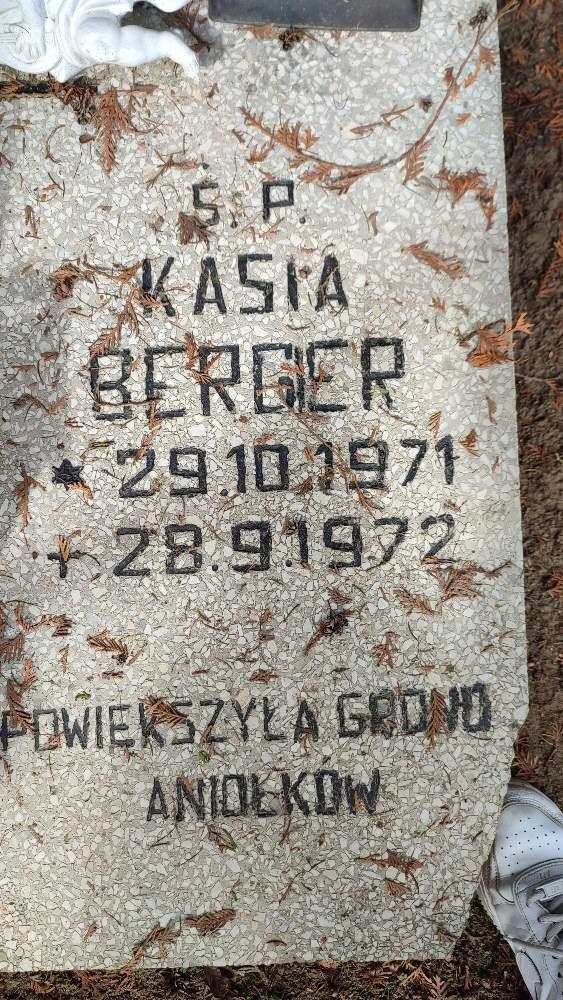 Ś. P.
KASIA
BERGER
* 29.10.1971
+ 28.9.1972
POWIĘKSZYŁA GRONO
ANIOŁKÓW